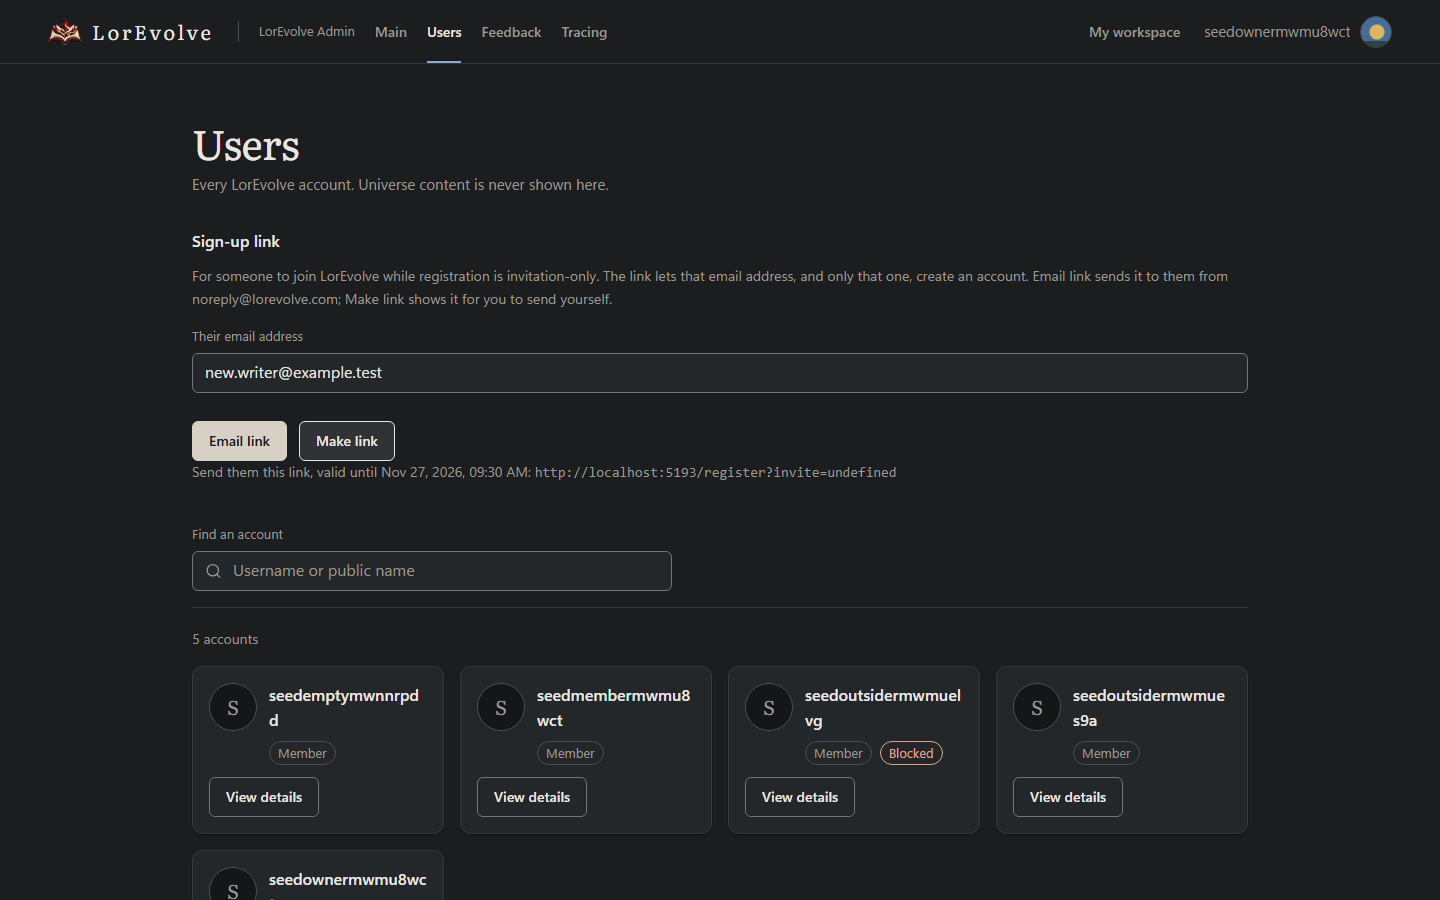 LorEvolve
LorEvolve Admin
Main
Users
Feedback
Tracing
My workspace
seedownermwmu8wct
Users
Every LorEvolve account. Universe content is never shown here.
Sign-up link
For someone to join LorEvolve while registration is invitation-only. The link lets that email address, and only that one, create an account. Email link sends it to them from
noreply@lorevolve.com; Make link shows it for you to send yourself.
Their email address
new.writer@example.test
Email link
Make link
Send them this link, valid until Nov 27, 2026, 09:30 AM: http://localhost:5193/register?invite=undefined
Find an account
Username or public name
5 accounts
S
seedemptymwnnrpd
d
Member
View details
S
seedmembermwmu8
wct
Member
View details
S
seedoutsidermwmuel
vg
Member
Blocked
View details
S
seedoutsidermwmue
s9a
Member
View details
S
seedownermwmu8wc